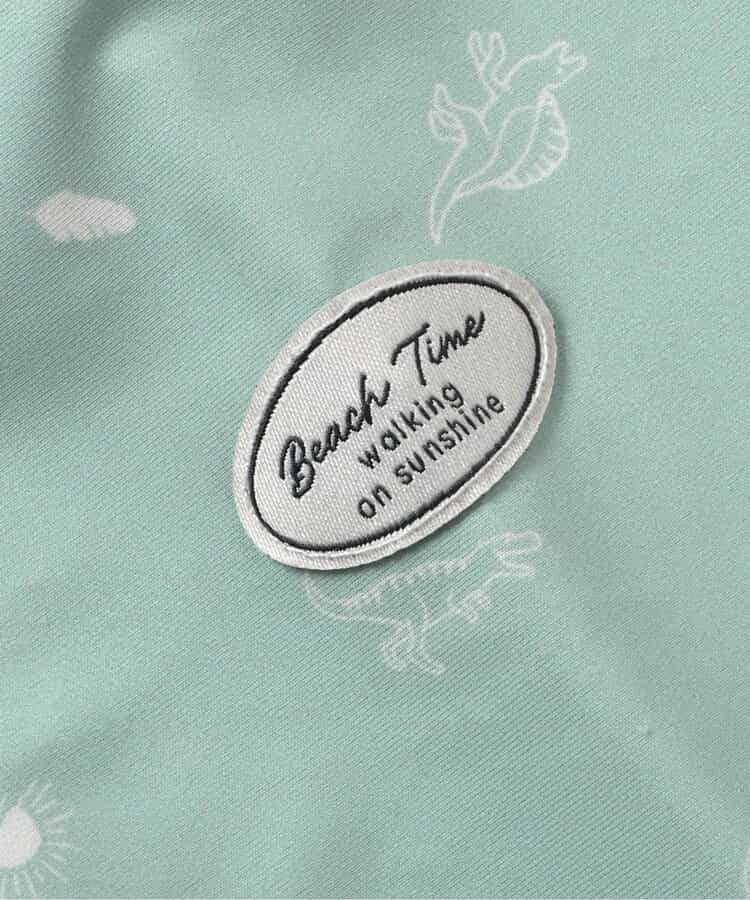 Beach Time
walking
on sunshine